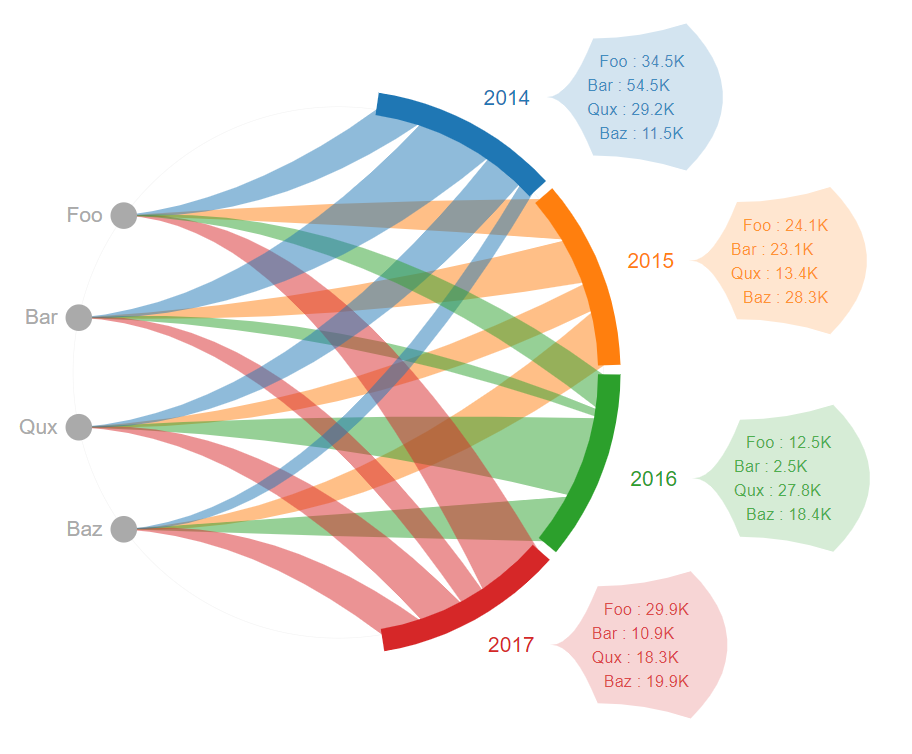 2014
Foo : 34.5K
Bar : 54.5K
Qux : 29.2K
Baz : 11.5K
Foo
Bar
Qux
Baz
2015
Foo : 24.1K
Bar : 23.1K
Qux : 13.4K
Baz : 28.3K
2016
Foo : 12.5K
Bar : 2.5K
Qux : 27.8K
Baz : 18.4K
2017
Foo : 29.9K
Bar : 10.9K
Qux : 18.3K
Baz : 19.9K